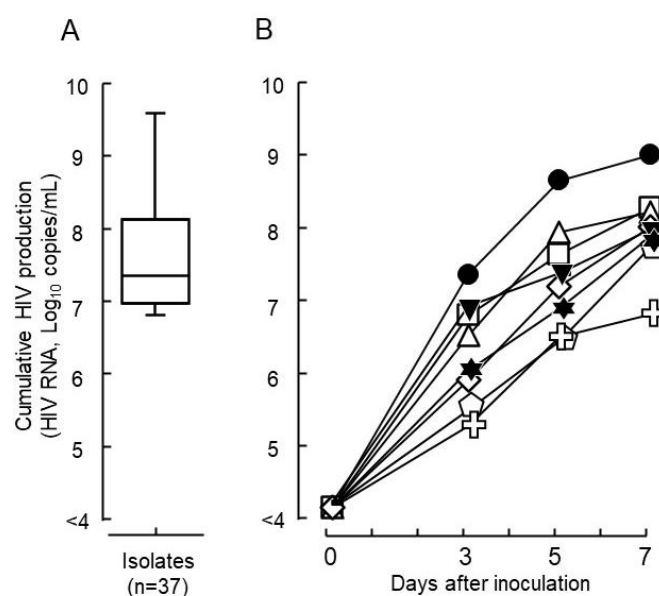 A
B
Cumulative HIV production
(HIV RNA, Log₁₀ copies/mL)
10
9
8
7
6
5
<4
Isolates
(n=37)
10
9
8
7
6
5
<4
0 3 5 7
Days after inoculation